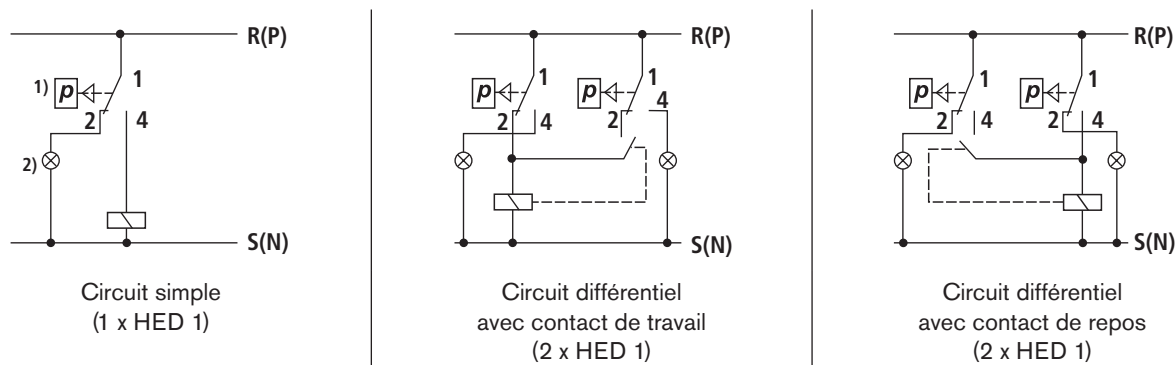 R(P)
1)
p
1
2
4
2)
S(N)
Circuit simple
(1 x HED 1)
R(P)
p
1
2
4
p
4
2
S(N)
Circuit différentiel
avec contact de travail
(2 x HED 1)
R(P)
p
1
2
4
p
1
2
4
S(N)
Circuit différentiel
avec contact de repos
(2 x HED 1)